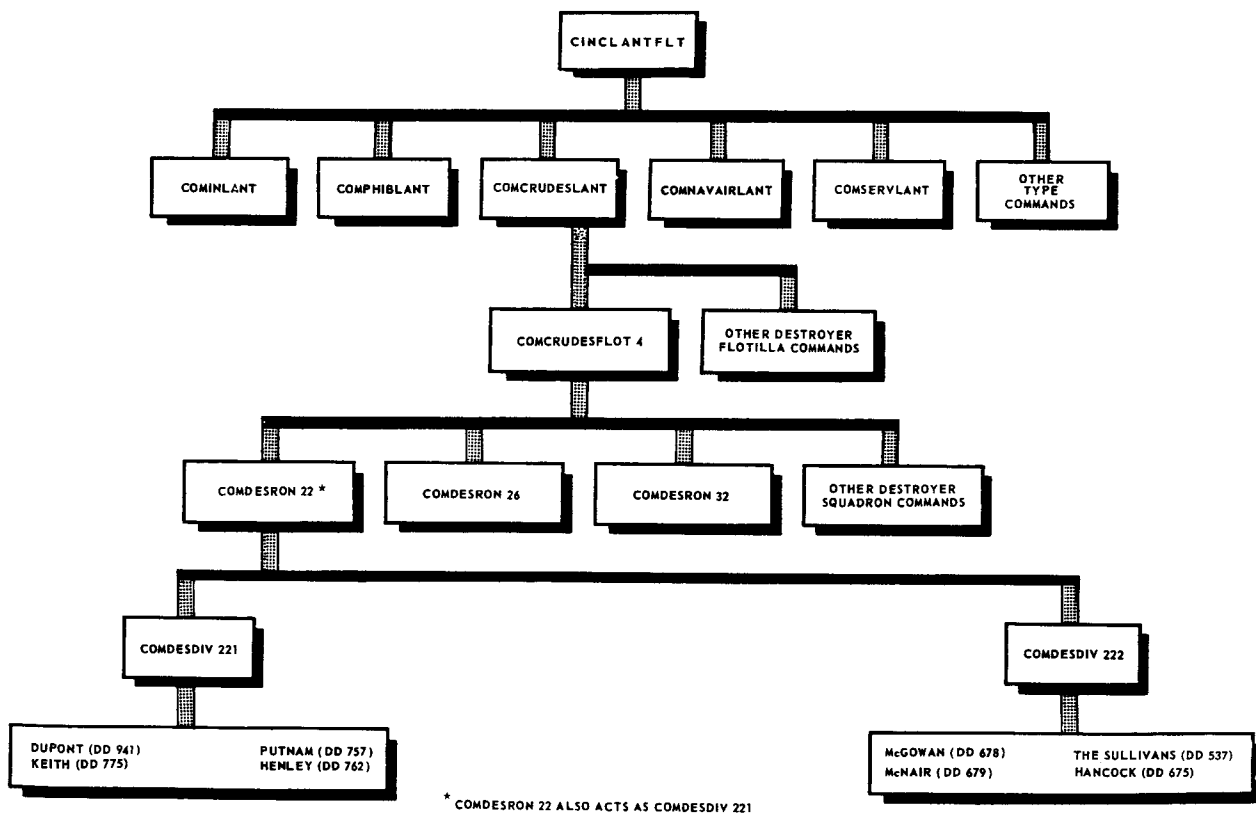 CINCLANTFLT
COMINLANT
COMPHIBLANT
COMCRUDESLANT
COMNAVAIRLANT
COMSERVLANT
OTHER
TYPE
COMMANDS
COMCRUDESFLOT 4
OTHER DESTROYER
FLOTILLA COMMANDS
COMDESRON 22 *
COMDESRON 26
COMDESRON 32
OTHER DESTROYER
SQUADRON COMMANDS
COMDESDIV 221
COMDESDIV 222
DUPONT (DD 941) PUTNAM (DD 757)
KEITH (DD 775) HENLEY (DD 762)
McGOWAN (DD 678) THE SULLIVANS (DD 537)
McNAIR (DD 679) HANCOCK (DD 675)
* COMDESRON 22 ALSO ACTS AS COMDESDIV 221